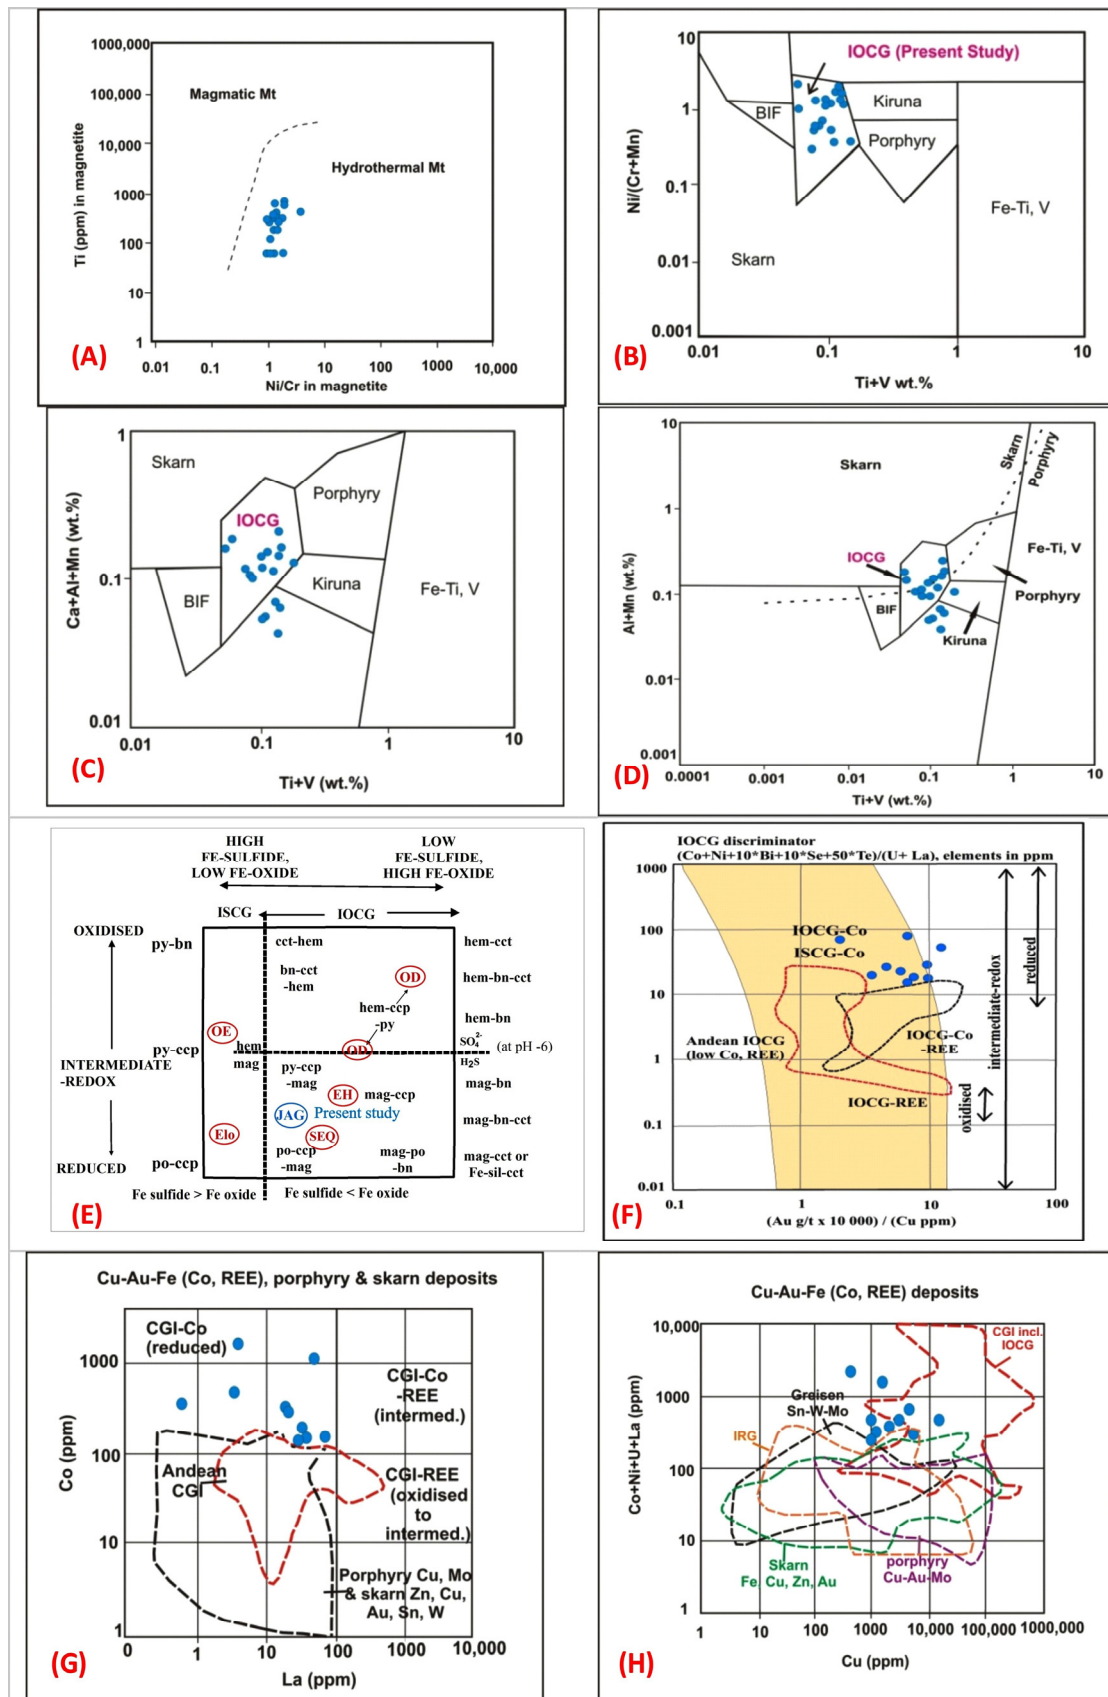 1000,000
100,000
10,000
1000
100
10
1
Ti (ppm) in magnetite
Magmatic Mt
Hydrothermal Mt
0.01
0.1
1
10
100
1000
10,000
Ni/Cr in magnetite
(A)
10
1
0.1
0.01
0.001
Ni/(Cr+Mn)
IOCG (Present Study)
BIF
Kiruna
Porphyry
Fe-Ti, V
Skarn
0.01
0.1
1
10
Ti+V wt.%
(B)
1
0.1
0.01
Ca+Al+Mn (wt.%)
Skarn
Porphyry
IOCG
BIF
Kiruna
Fe-Ti, V
0.01
0.1
1
10
Ti+V (wt.%)
(C)
10
1
0.1
0.01
0.001
Al+Mn (wt.%)
Skarn
Skarn
Porphyry
IOCG
Fe-Ti, V
Porphyry
BIF
Kiruna
0.0001
0.001
0.01
0.1
1
10
Ti+V (wt.%)
(D)
HIGH
FE-SULFIDE,
LOW FE-OXIDE
LOW
FE-SULFIDE,
HIGH FE-OXIDE
ISCG
IOCG
OXIDISED
py-bn
cct-hem
hem-cct
bn-cct
-hem
OD
hem-bn-cct
hem-ccp
-py
hem-bn
OE
SO₄²⁻
(at pH -6)
py-ccp
hem
mag
OD
H₂S
INTERMEDIATE
-REDOX
py-ccp
-mag
mag-bn
EH
mag-ccp
JAG
Present study
mag-bn-cct
Elo
SEQ
REDUCED
po-ccp
po-ccp
-mag
mag-po
-bn
mag-cct or
Fe-sil-cct
Fe sulfide > Fe oxide
Fe sulfide < Fe oxide
(E)
IOCG discriminator
(Co+Ni+10*Bi+10*Se+50*Te)/(U+ La), elements in ppm
1000
100
10
1
0.1
0.01
IOCG-Co
ISCG-Co
Andean IOCG
(low Co, REE)
IOCG-Co
-REE
IOCG-REE
intermediate-redox
reduced
oxidised
0.1
1
10
100
(Au g/t x 10 000) / (Cu ppm)
(F)
Cu-Au-Fe (Co, REE), porphyry & skarn deposits
CGI-Co
(reduced)
1000
100
10
1
Co (ppm)
CGI-Co
-REE
(intermed.)
Andean
CGI
CGI-REE
(oxidised
to
intermed.)
Porphyry Cu, Mo
& skarn Zn, Cu,
Au, Sn, W
0
1
10
100
1000
10,000
La (ppm)
(G)
Cu-Au-Fe (Co, REE) deposits
10,000
1000
100
10
1
Co+Ni+U+La (ppm)
CGI incl.
IOCG
Greisen
Sn-W-Mo
IRG
Skarn
Fe, Cu, Zn, Au
porphyry
Cu-Au-Mo
1
10
100
1000
10,000
100,000
1000,000
Cu (ppm)
(H)